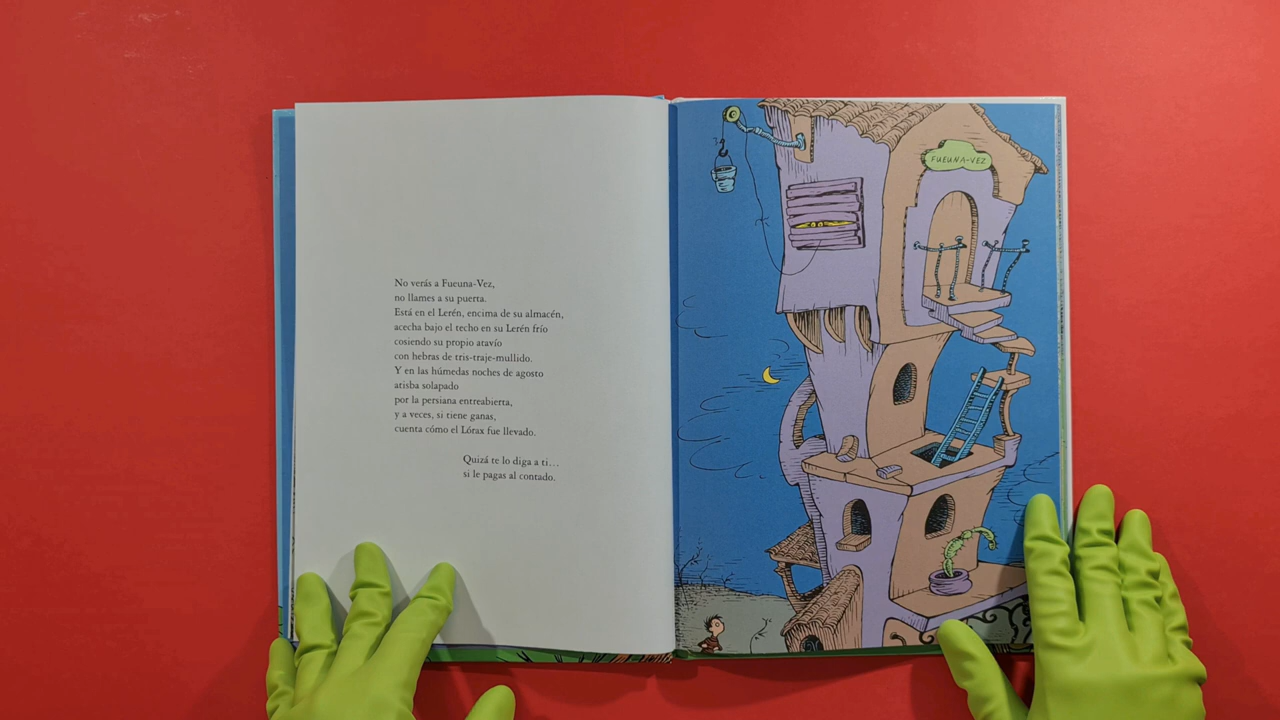 No verás a Fueuna-Vez,
no llames a su puerta.
Está en el Lerén, encima de su almacén,
acecha bajo el techo en su Lerén frío
cosiendo su propio atavío
con hebras de tris-traje-mullido.
Y en las húmedas noches de agosto
atisba solapado
por la persiana entreabierta,
y a veces, si tiene ganas,
cuenta cómo el Lórax fue llevado.
Quizá te lo diga a ti...
si le pagas al contado.
FUEUNA-VEZ